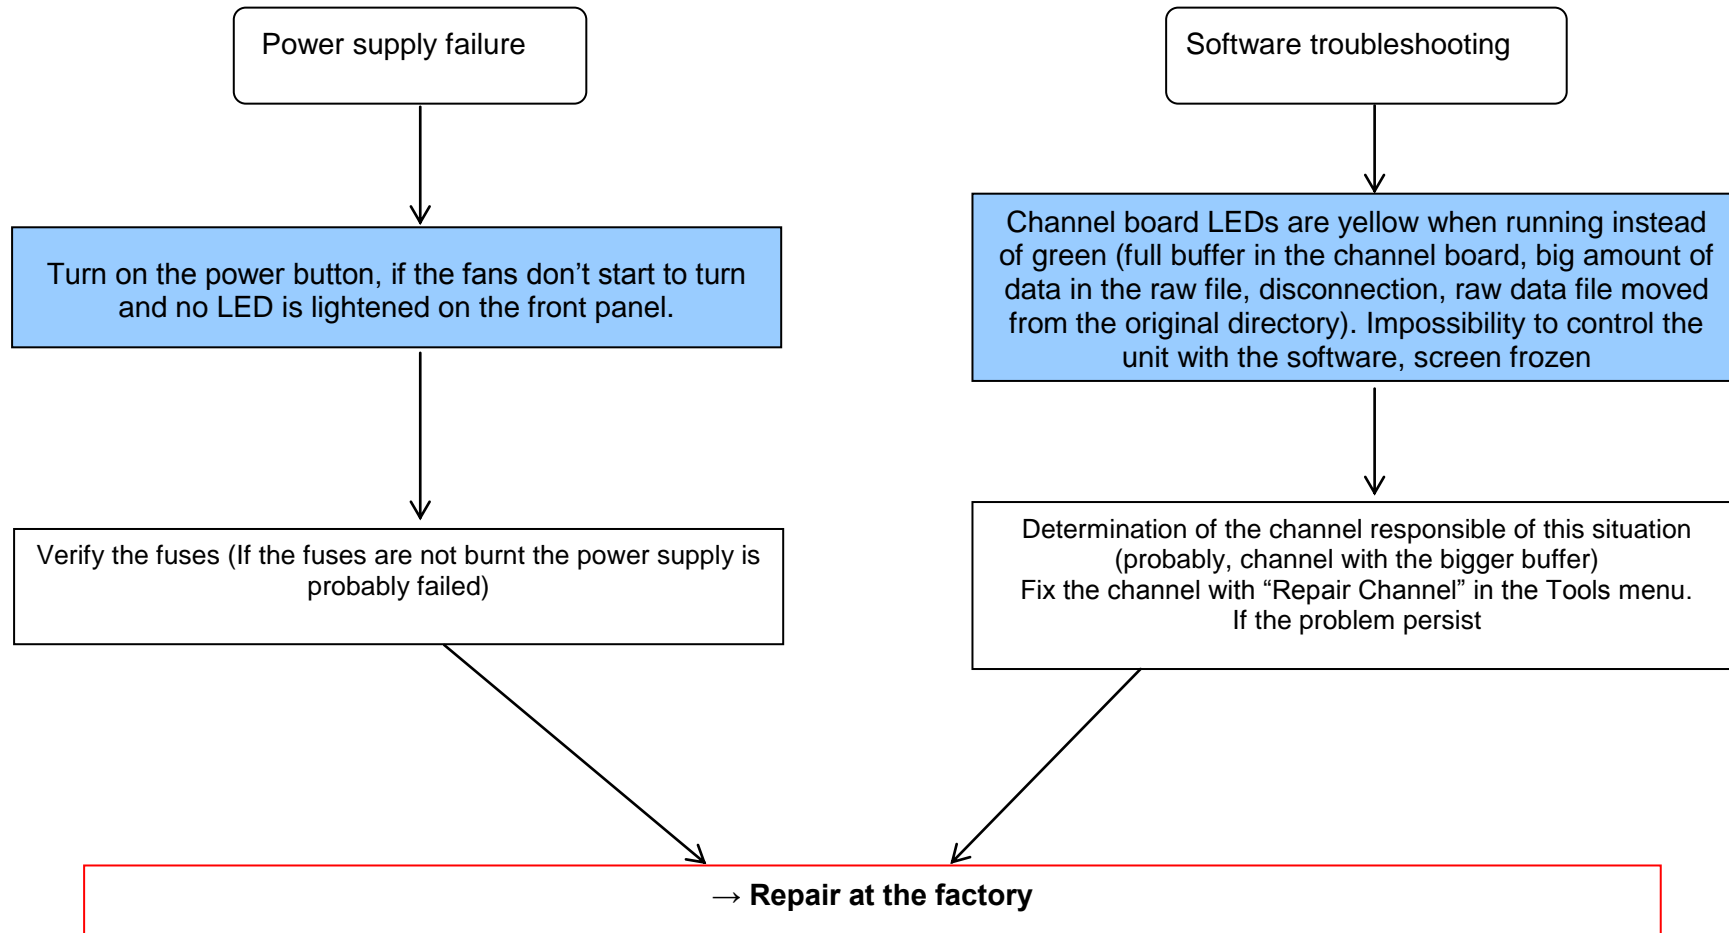 Power supply failure
Software troubleshooting
Turn on the power button, if the fans don’t start to turn
and no LED is lightened on the front panel.
Channel board LEDs are yellow when running instead
of green (full buffer in the channel board, big amount of
data in the raw file, disconnection, raw data file moved
from the original directory). Impossibility to control the
unit with the software, screen frozen
Verify the fuses (If the fuses are not burnt the power supply is
probably failed)
Determination of the channel responsible of this situation
(probably, channel with the bigger buffer)
Fix the channel with “Repair Channel” in the Tools menu.
If the problem persist
→ Repair at the factory